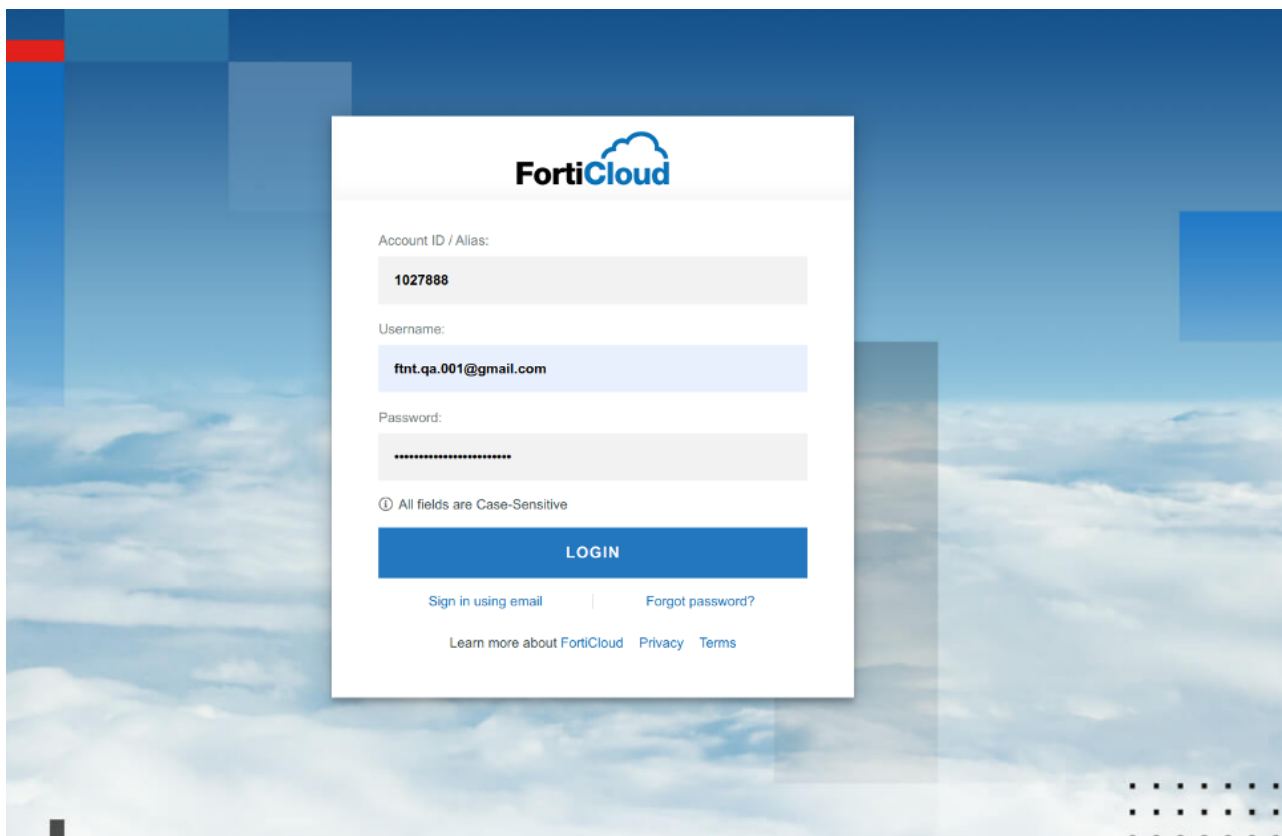 FortiCloud
Account ID / Alias:
1027888
Username:
ftnt.qa.001@gmail.com
Password:
••••••••••••••••••••••••
All fields are Case-Sensitive
LOGIN
Sign in using email
Forgot password?
Learn more about FortiCloud Privacy Terms